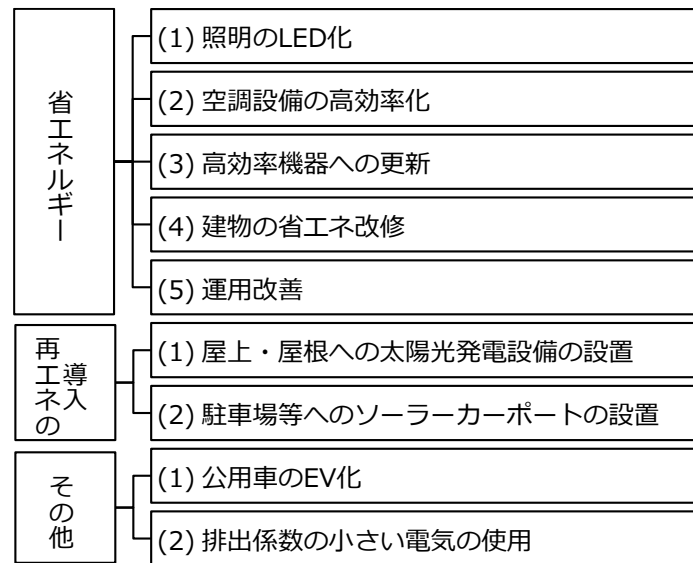 省エネルギー
(1) 照明のLED化
(2) 空調設備の高効率化
(3) 高効率機器への更新
(4) 建物の省エネ改修
(5) 運用改善
再エネの
導入
(1) 屋上・屋根への太陽光発電設備の設置
(2) 駐車場等へのソーラーカーポートの設置
その他
(1) 公用車のEV化
(2) 排出係数の小さい電気の使用